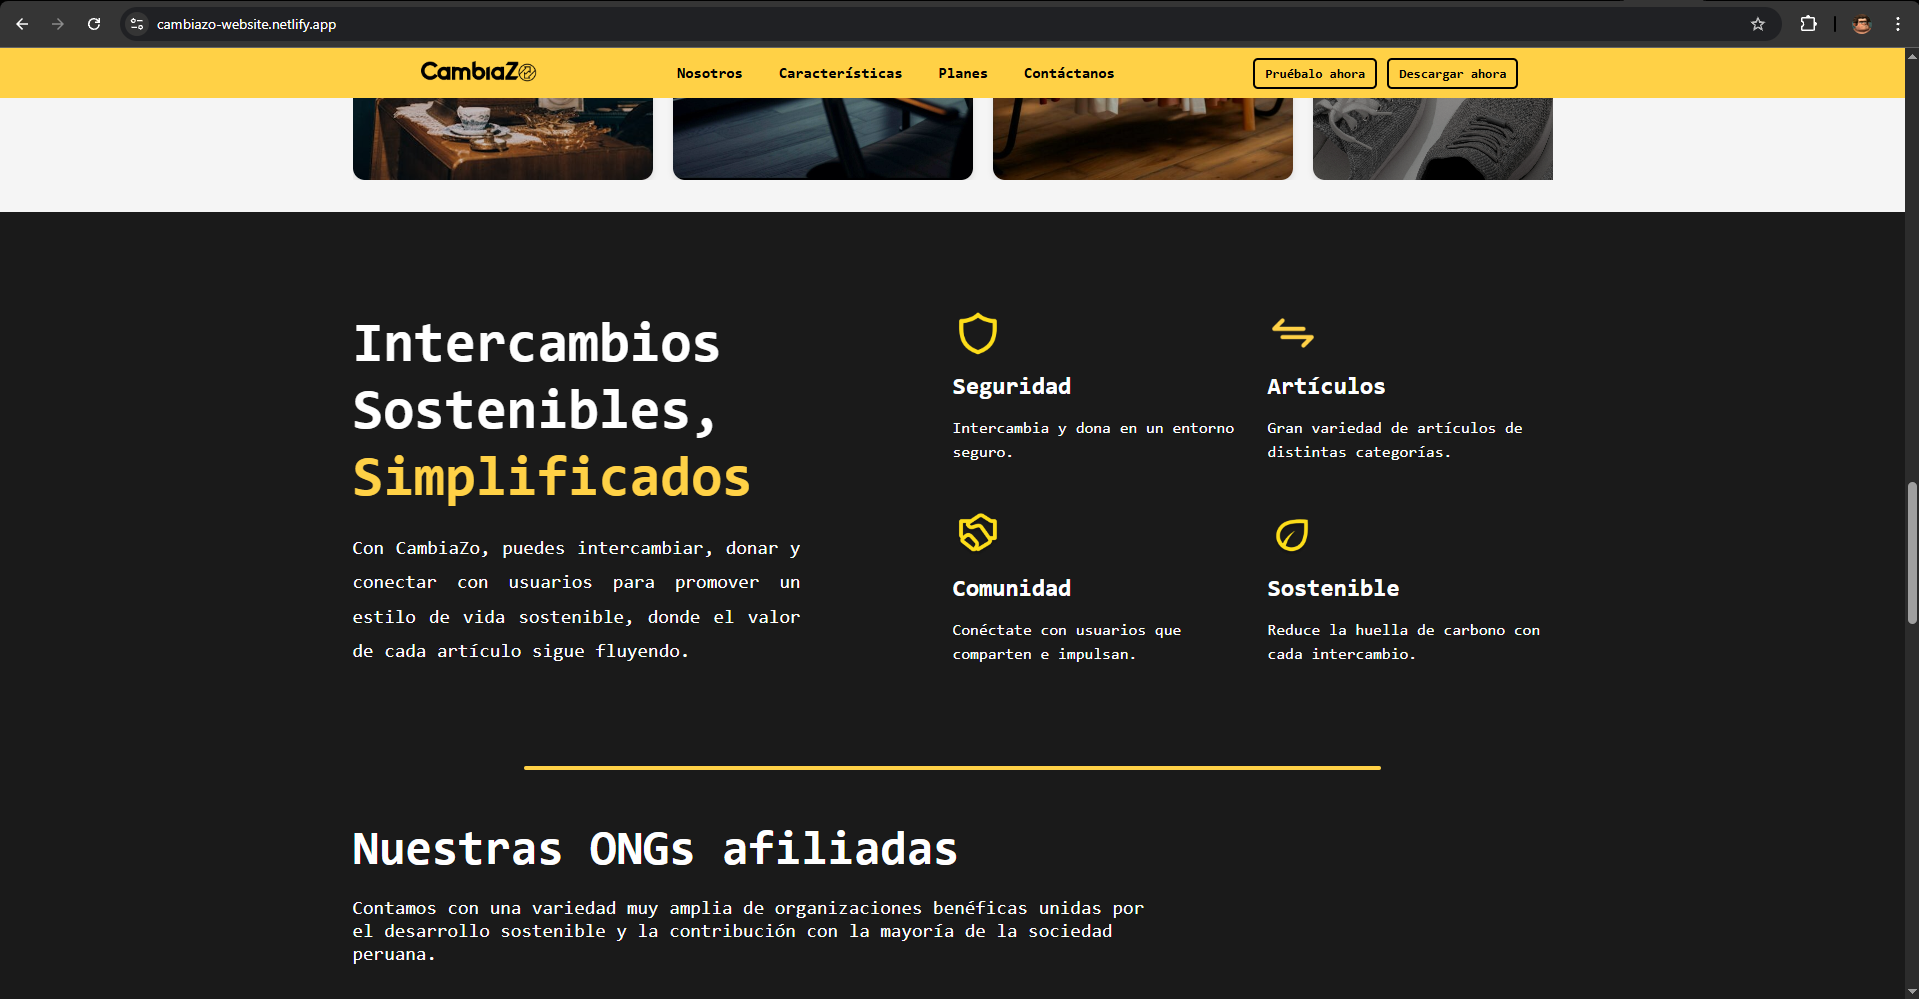 cambiazo-website.netlify.app
CambiaZo
Nosotros
Características
Planes
Contáctanos
Pruébalo ahora
Descargar ahora
Intercambios
Sostenibles,
Simplificados
Con CambiaZo, puedes intercambiar, donar y
conectar con usuarios para promover un
estilo de vida sostenible, donde el valor
de cada artículo sigue fluyendo.
Seguridad
Intercambia y dona en un entorno
seguro.
Artículos
Gran variedad de artículos de
distintas categorías.
Comunidad
Conéctate con usuarios que
comparten e impulsan.
Sostenible
Reduce la huella de carbono con
cada intercambio.
Nuestras ONGs afiliadas
Contamos con una variedad muy amplia de organizaciones benéficas unidas por
el desarrollo sostenible y la contribución con la mayoría de la sociedad
peruana.